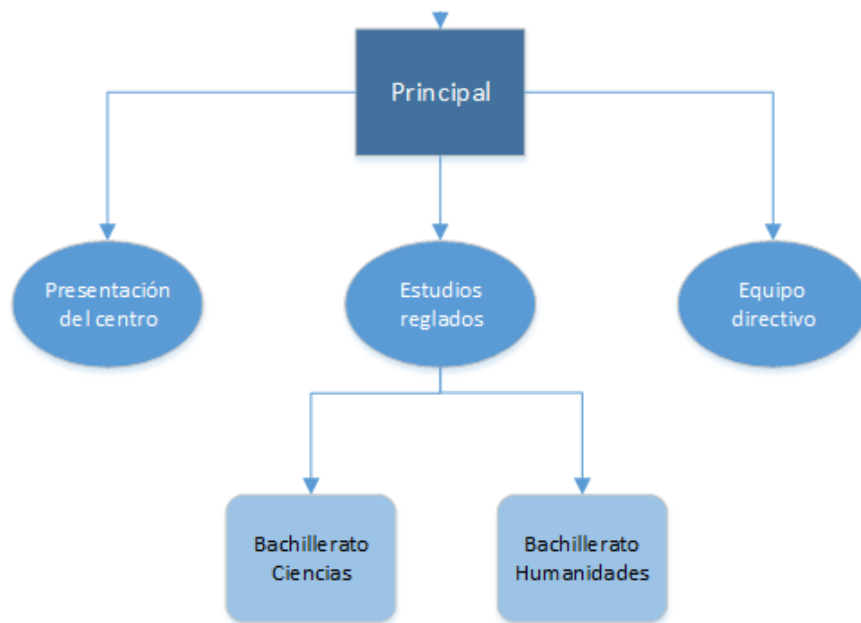 Principal
Presentación
del centro
Estudios
reglados
Equipo
directivo
Bachillerato
Ciencias
Bachillerato
Humanidades